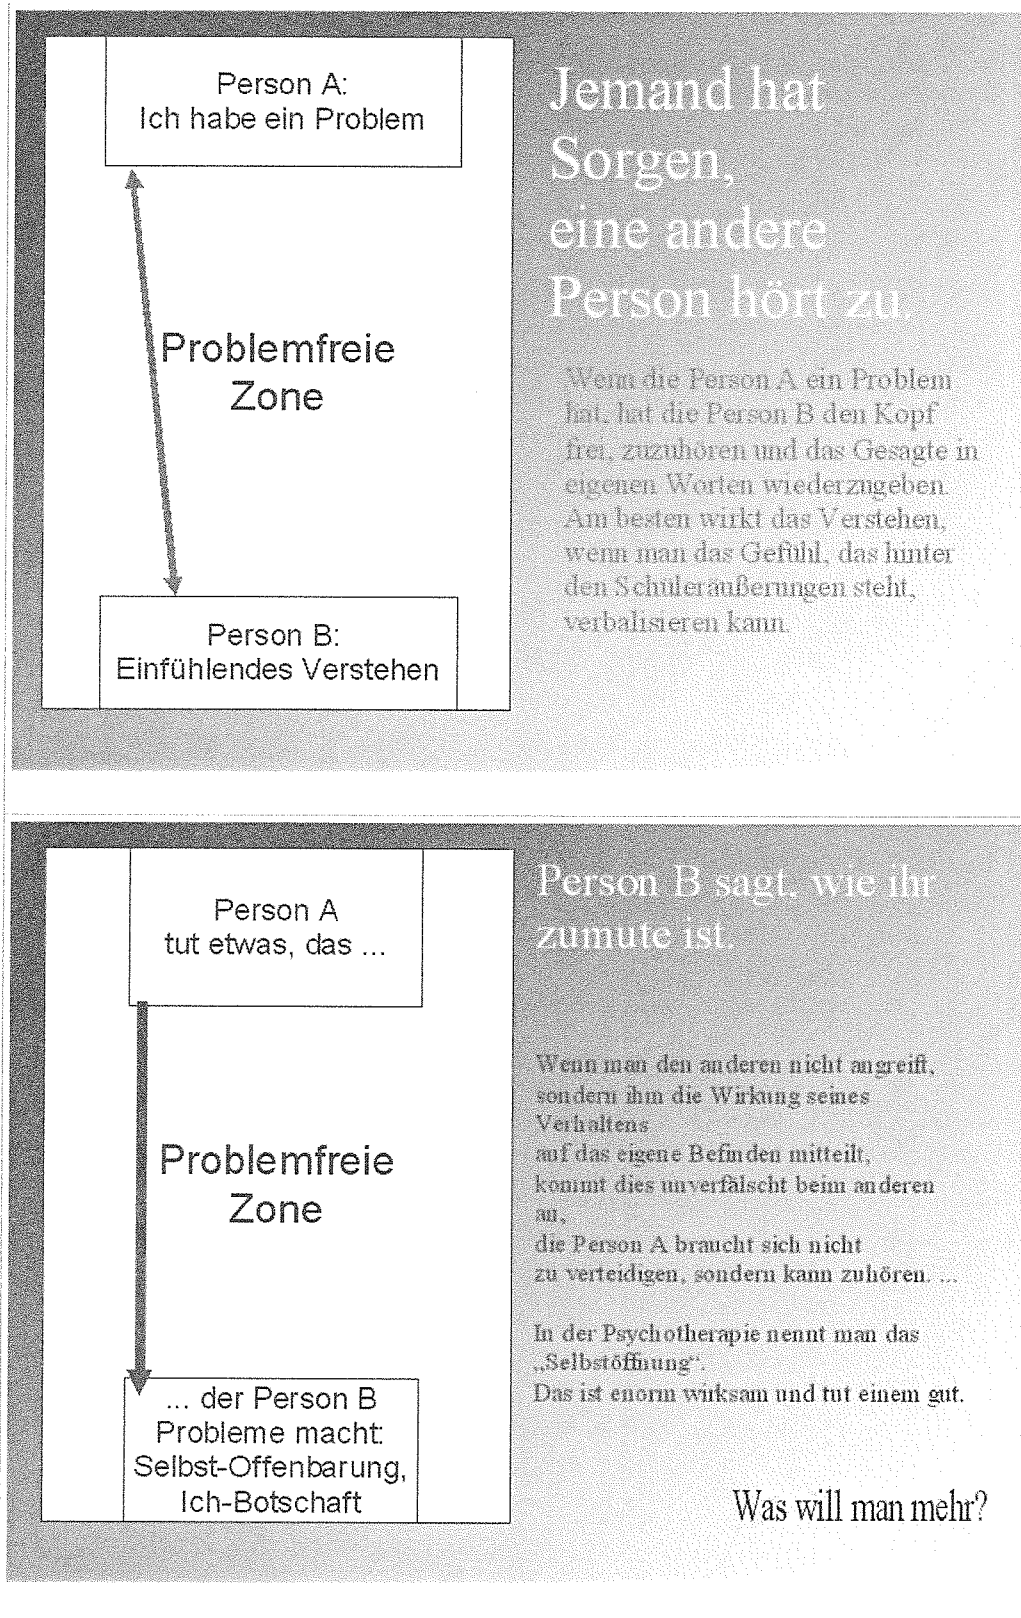 Person A:
Ich habe ein Problem
Problemfreie
Zone
Person B:
Einfühlendes Verstehen
Jemand hat
Sorgen,
eine andere
Person hört zu.
Wenn die Person A ein Problem
hat, hat die Person B den Kopf
frei, zuzuhören und das Gesagte in
eigenen Worten wiederzugeben.
Am besten wirkt das Verstehen,
wenn man das Gefühl, das hinter
den Schüleräußerungen steht,
verbalisieren kann.
Person A
tut etwas, das ...
Problemfreie
Zone
... der Person B
Probleme macht:
Selbst-Offenbarung,
Ich-Botschaft
Person B sagt, wie ihr
zumute ist.
Wenn man den anderen nicht angreift,
sondern ihm die Wirkung seines
Verhaltens
auf das eigene Befinden mitteilt,
kommt dies unverfälscht beim anderen
an,
die Person A braucht sich nicht
zu verteidigen, sondern kann zuhören. ...
In der Psychotherapie nennt man das
„Selbstöffnung“.
Das ist enorm wirksam und tut einem gut.
Was will man mehr?